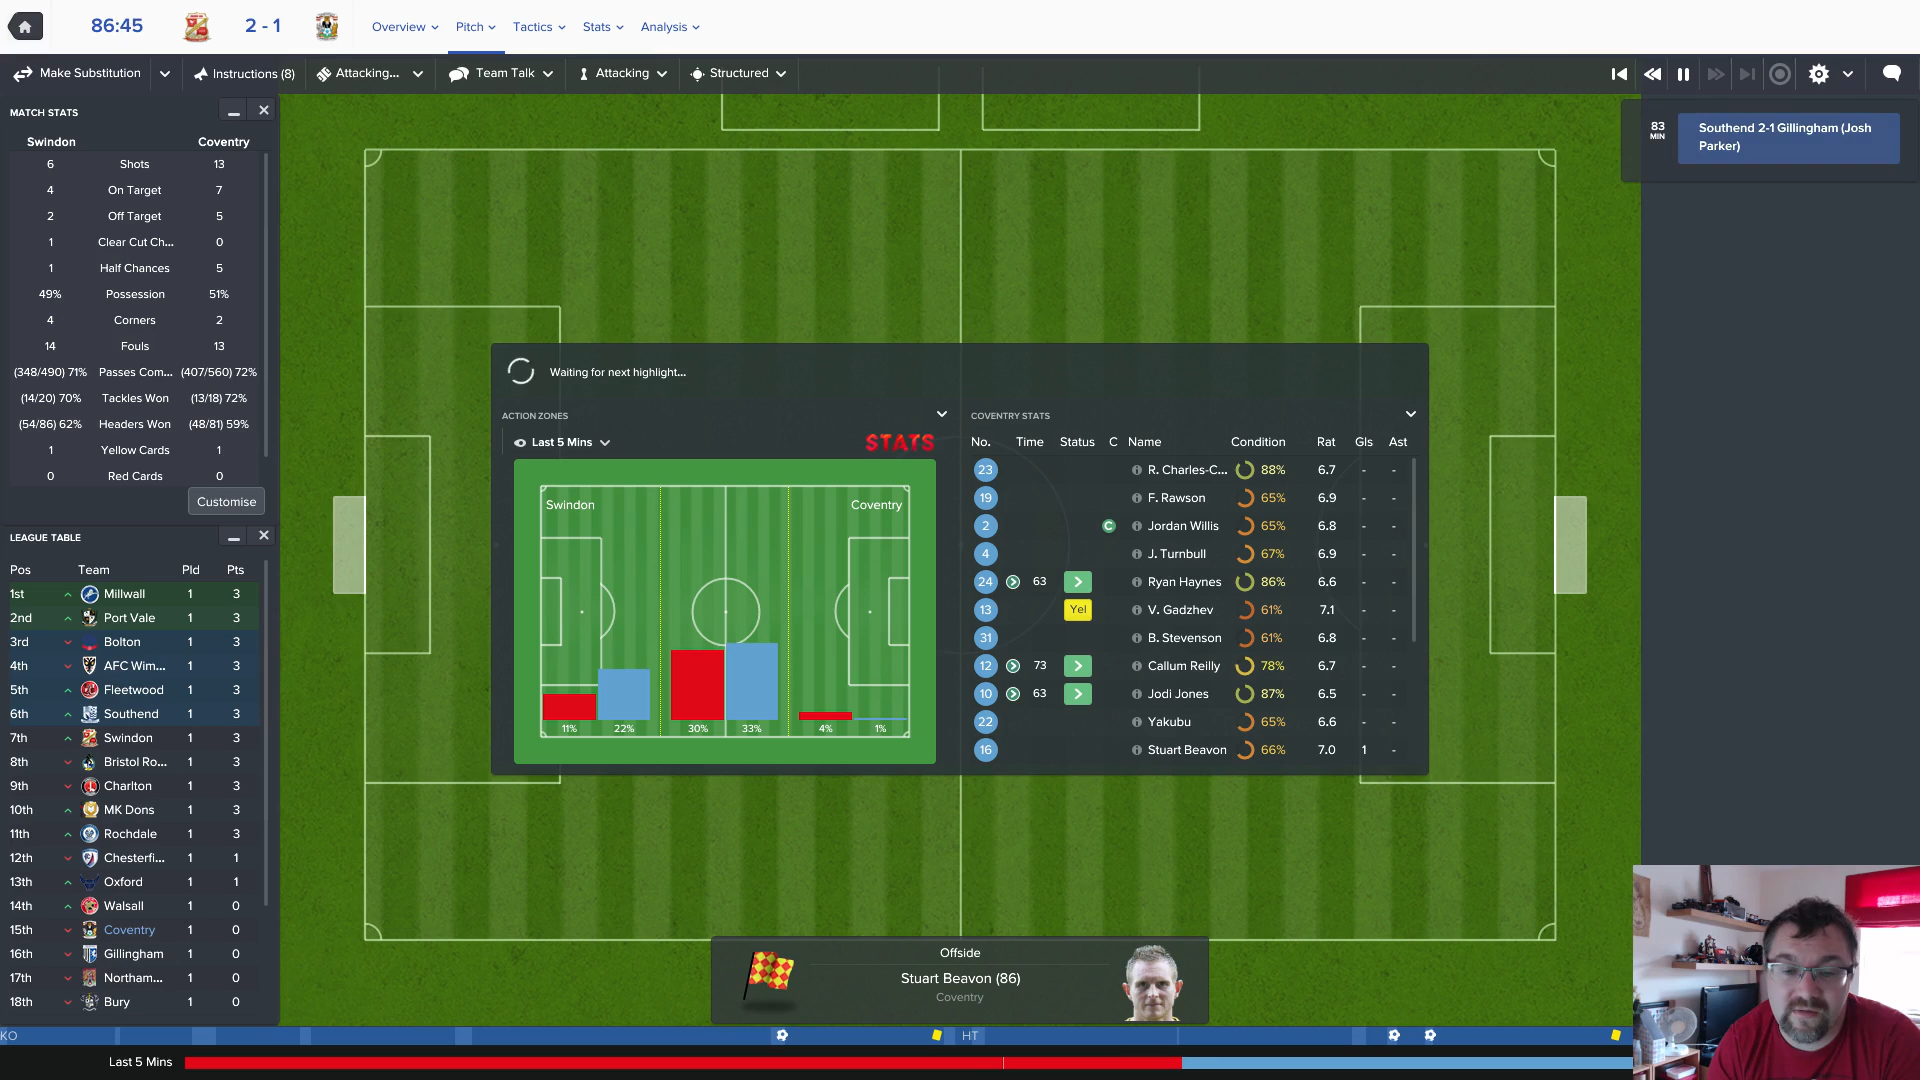 86:45
2 - 1
Overview
Pitch
Tactics
Stats
Analysis
Make Substitution
Instructions (8)
Attacking...
Team Talk
Attacking
Structured
MATCH STATS
Swindon Coventry
6 Shots 13
4 On Target 7
2 Off Target 5
1 Clear Cut Ch... 0
1 Half Chances 5
49% Possession 51%
4 Corners 2
14 Fouls 13
(348/490) 71% Passes Com... (407/560) 72%
(14/20) 70% Tackles Won (13/18) 72%
(54/86) 62% Headers Won (48/81) 59%
1 Yellow Cards 1
0 Red Cards 0
Customise
LEAGUE TABLE
Pos Team Pld Pts
1st Millwall 1 3
2nd Port Vale 1 3
3rd Bolton 1 3
4th AFC Wim... 1 3
5th Fleetwood 1 3
6th Southend 1 3
7th Swindon 1 3
8th Bristol Ro... 1 3
9th Charlton 1 3
10th MK Dons 1 3
11th Rochdale 1 3
12th Chesterfi... 1 1
13th Oxford 1 1
14th Walsall 1 0
15th Coventry 1 0
16th Gillingham 1 0
17th Northam... 1 0
18th Bury 1 0
83 MIN
Southend 2-1 Gillingham (Josh
Parker)
Waiting for next highlight...
ACTION ZONES
Last 5 Mins
STATS
Swindon Coventry
11% 22% 30% 33% 4% 1%
COVENTRY STATS
No. Time Status C Name Condition Rat Gls Ast
23 R. Charles-C... 88% 6.7 - -
19 F. Rawson 65% 6.9 - -
2 C Jordan Willis 65% 6.8 - -
4 J. Turnbull 67% 6.9 - -
24 63 Ryan Haynes 86% 6.6 - -
13 Yel V. Gadzhev 61% 7.1 - -
31 B. Stevenson 61% 6.8 - -
12 73 Callum Reilly 78% 6.7 - -
10 63 Jodi Jones 87% 6.5 - -
22 Yakubu 65% 6.6 - -
16 Stuart Beavon 66% 7.0 1 -
Offside
Stuart Beavon (86)
Coventry
KO HT
Last 5 Mins